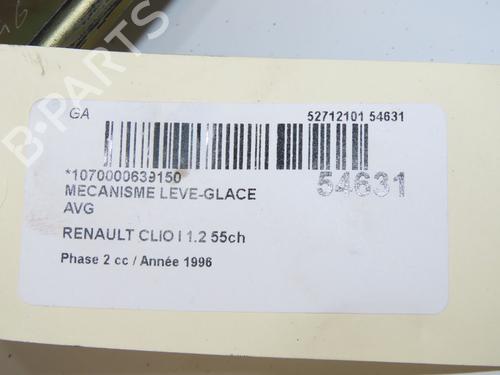 GA
52712101 54631
*1070000639150
54631
MECANISME LEVE-GLACE
AVG
RENAULT CLIO I 1.2 55ch
Phase 2 cc / Année 1996
B-PARTS